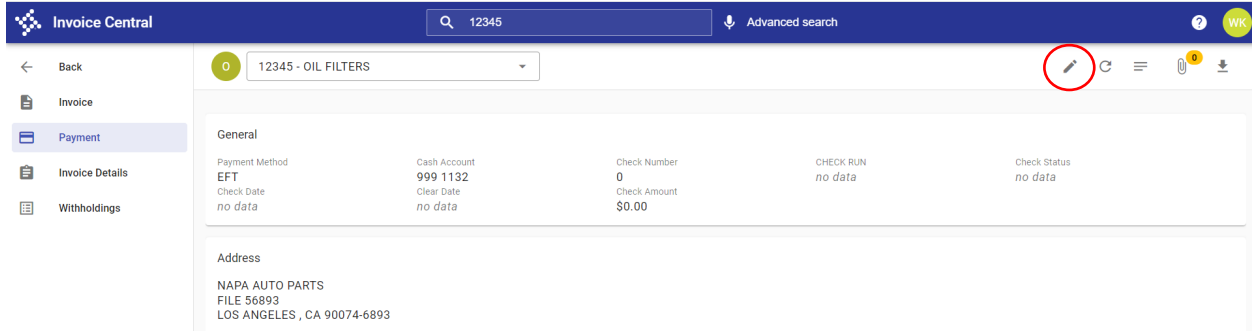 Invoice Central
12345
Advanced search
?
WK
Back
O
12345 - OIL FILTERS
0
Invoice
Payment
Invoice Details
Withholdings
General
Payment Method
Cash Account
Check Number
CHECK RUN
Check Status
EFT
999 1132
0
no data
no data
Check Date
Clear Date
Check Amount
no data
no data
$0.00
Address
NAPA AUTO PARTS
FILE 56893
LOS ANGELES , CA 90074-6893